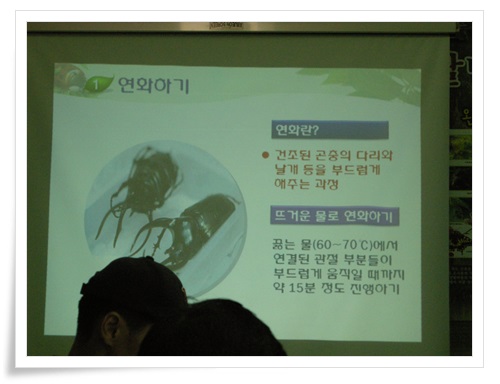 1 연화하기
연화란?
● 건조된 곤충의 다리와
날개 등을 부드럽게
해주는 과정
뜨거운 물로 연화하기
끓는 물(60~70℃)에서
연결된 관절 부분들이
부드럽게 움직일 때까지
약 15분 정도 진행하기